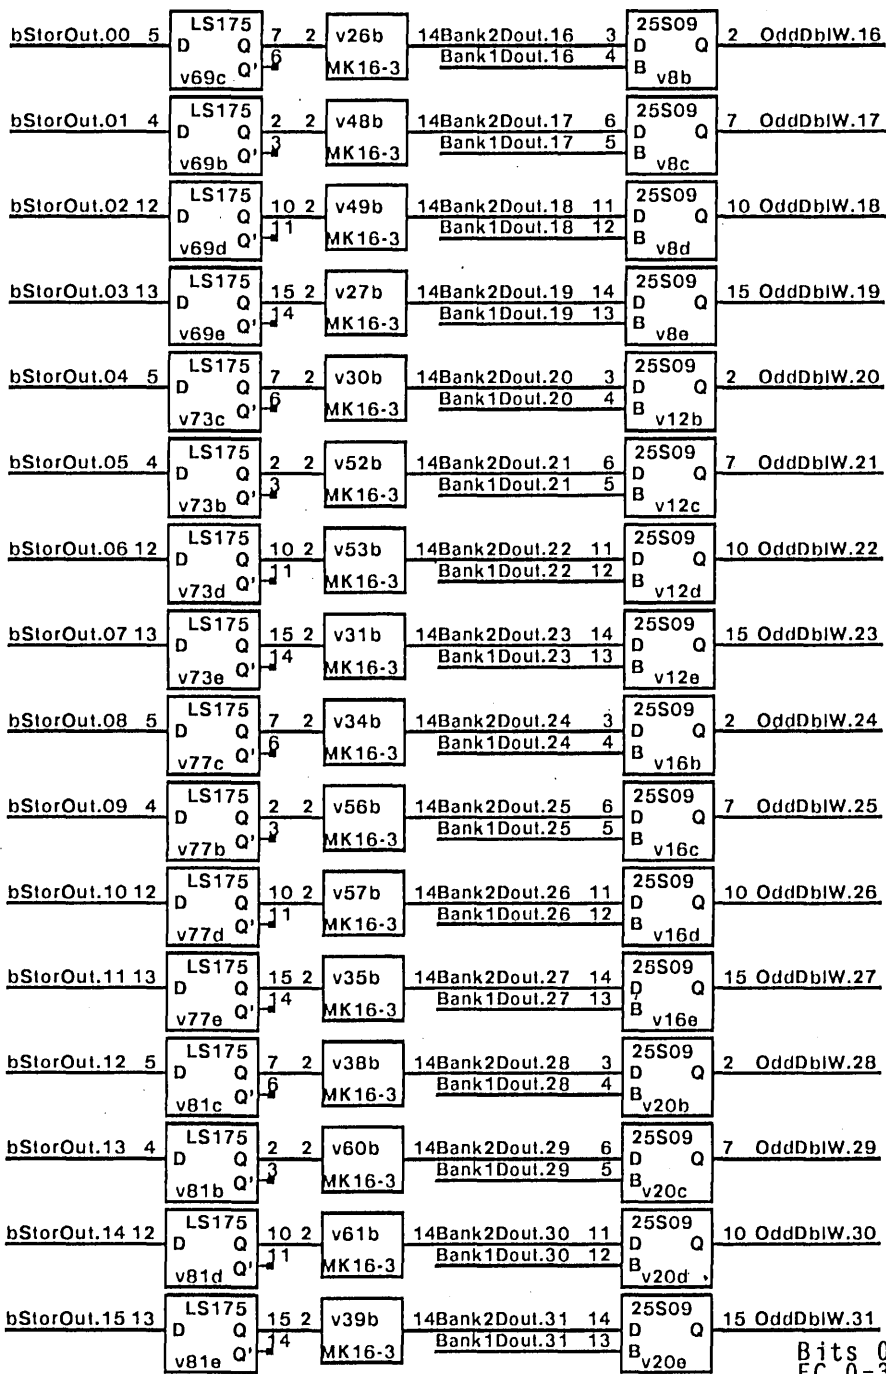 LS175 25S09
bStorOut.00 5 D Q 7 2 v26b 14Bank2Dout.16 3 D Q 2 OddDblW.16
v69c Q' 6 MK16-3 Bank1Dout.16 4 B v8b
LS175 25S09
bStorOut.01 4 D Q 2 2 v48b 14Bank2Dout.17 6 D Q 7 OddDblW.17
v69b Q' 3 MK16-3 Bank1Dout.17 5 B v8c
LS175 25S09
bStorOut.02 12 D Q 10 2 v49b 14Bank2Dout.18 11 D Q 10 OddDblW.18
v69d Q' 11 MK16-3 Bank1Dout.18 12 B v8d
LS175 25S09
bStorOut.03 13 D Q 15 2 v27b 14Bank2Dout.19 14 D Q 15 OddDblW.19
v69e Q' 14 MK16-3 Bank1Dout.19 13 B v8e
LS175 25S09
bStorOut.04 5 D Q 7 2 v30b 14Bank2Dout.20 3 D Q 2 OddDblW.20
v73c Q' 6 MK16-3 Bank1Dout.20 4 B v12b
LS175 25S09
bStorOut.05 4 D Q 2 2 v52b 14Bank2Dout.21 6 D Q 7 OddDblW.21
v73b Q' 3 MK16-3 Bank1Dout.21 5 B v12c
LS175 25S09
bStorOut.06 12 D Q 10 2 v53b 14Bank2Dout.22 11 D Q 10 OddDblW.22
v73d Q' 11 MK16-3 Bank1Dout.22 12 B v12d
LS175 25S09
bStorOut.07 13 D Q 15 2 v31b 14Bank2Dout.23 14 D Q 15 OddDblW.23
v73e Q' 14 MK16-3 Bank1Dout.23 13 B v12e
LS175 25S09
bStorOut.08 5 D Q 7 2 v34b 14Bank2Dout.24 3 D Q 2 OddDblW.24
v77c Q' 6 MK16-3 Bank1Dout.24 4 B v16b
LS175 25S09
bStorOut.09 4 D Q 2 2 v56b 14Bank2Dout.25 6 D Q 7 OddDblW.25
v77b Q' 3 MK16-3 Bank1Dout.25 5 B v16c
LS175 25S09
bStorOut.10 12 D Q 10 2 v57b 14Bank2Dout.26 11 D Q 10 OddDblW.26
v77d Q' 11 MK16-3 Bank1Dout.26 12 B v16d
LS175 25S09
bStorOut.11 13 D Q 15 2 v35b 14Bank2Dout.27 14 D Q 15 OddDblW.27
v77e Q' 14 MK16-3 Bank1Dout.27 13 B v16e
LS175 25S09
bStorOut.12 5 D Q 7 2 v38b 14Bank2Dout.28 3 D Q 2 OddDblW.28
v81c Q' 6 MK16-3 Bank1Dout.28 4 B v20b
LS175 25S09
bStorOut.13 4 D Q 2 2 v60b 14Bank2Dout.29 6 D Q 7 OddDblW.29
v81b Q' 3 MK16-3 Bank1Dout.29 5 B v20c
LS175 25S09
bStorOut.14 12 D Q 10 2 v61b 14Bank2Dout.30 11 D Q 10 OddDblW.30
v81d Q' 11 MK16-3 Bank1Dout.30 12 B v20d
LS175 25S09
bStorOut.15 13 D Q 15 2 v39b 14Bank2Dout.31 14 D Q 15 OddDblW.31
v81e Q' 14 MK16-3 Bank1Dout.31 13 B v20e
Bits